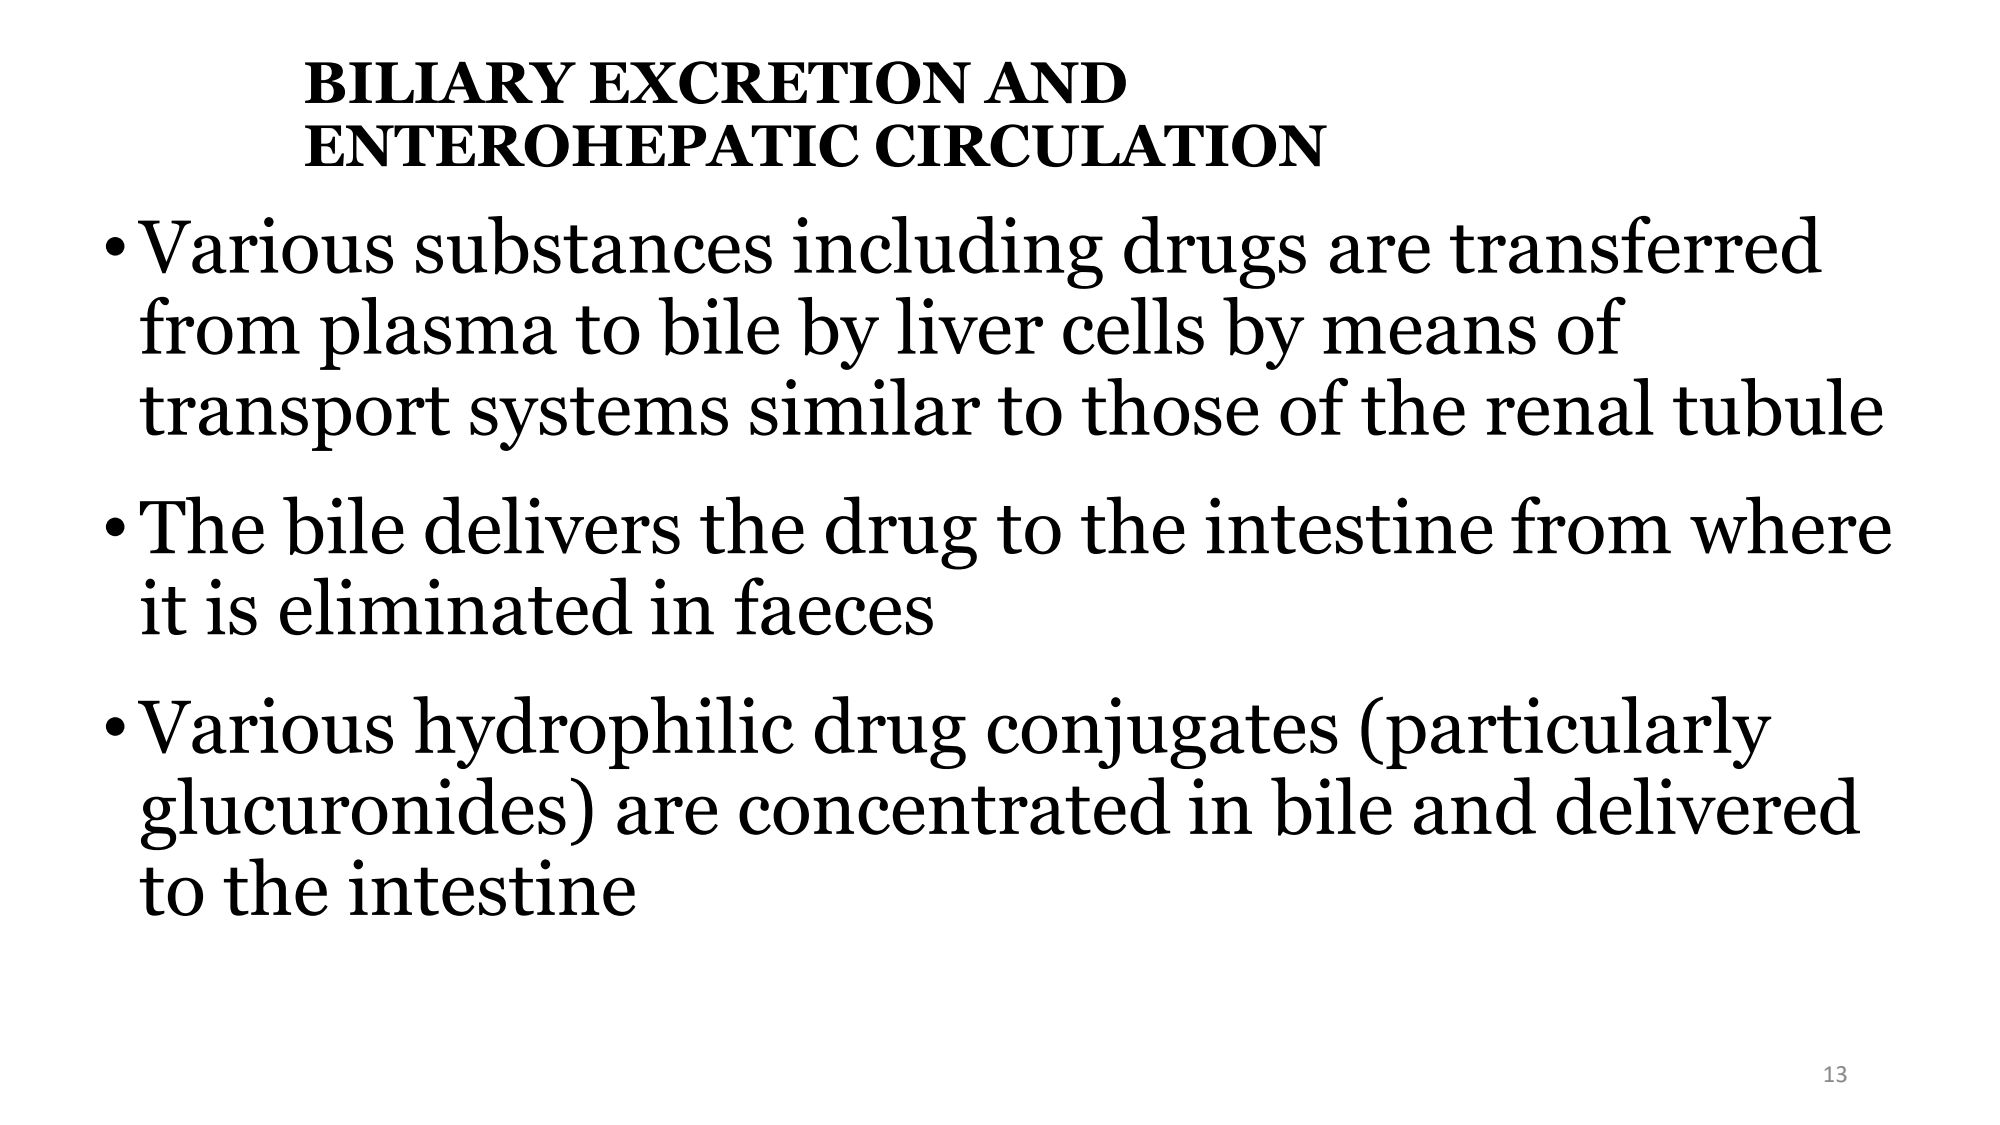 BILIARY EXCRETION AND
ENTEROHEPATIC CIRCULATION
• Various substances including drugs are transferred
from plasma to bile by liver cells by means of
transport systems similar to those of the renal tubule
• The bile delivers the drug to the intestine from where
it is eliminated in faeces
• Various hydrophilic drug conjugates (particularly
glucuronides) are concentrated in bile and delivered
to the intestine
13